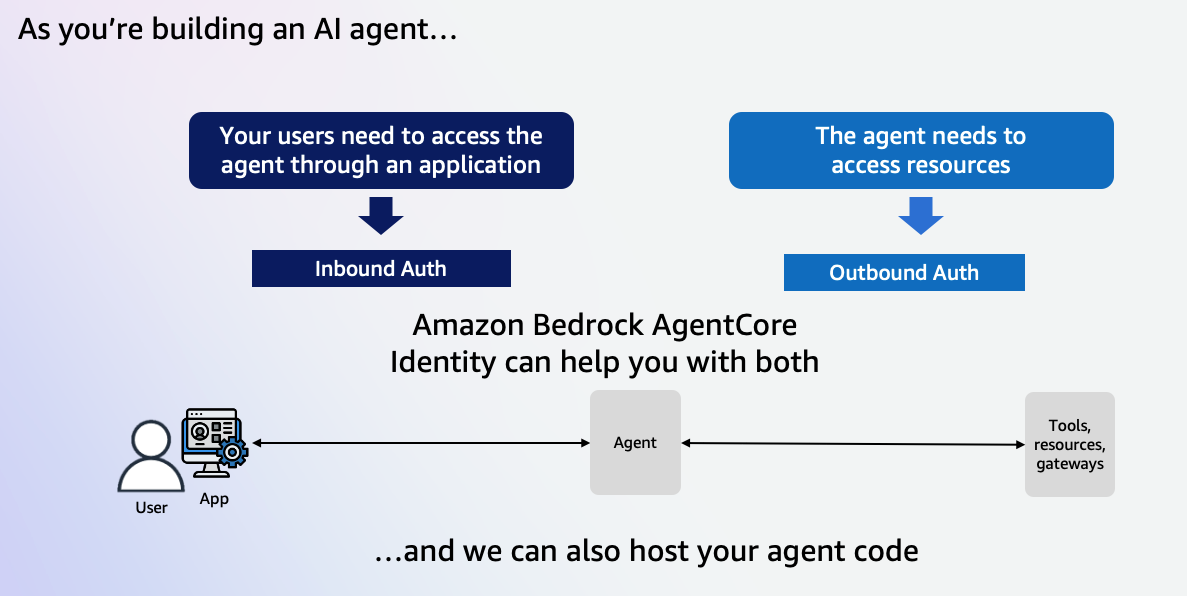 As you're building an AI agent…
Your users need to access the
agent through an application
The agent needs to
access resources
Inbound Auth
Outbound Auth
Amazon Bedrock AgentCore
Identity can help you with both
User
App
Agent
Tools,
resources,
gateways
…and we can also host your agent code